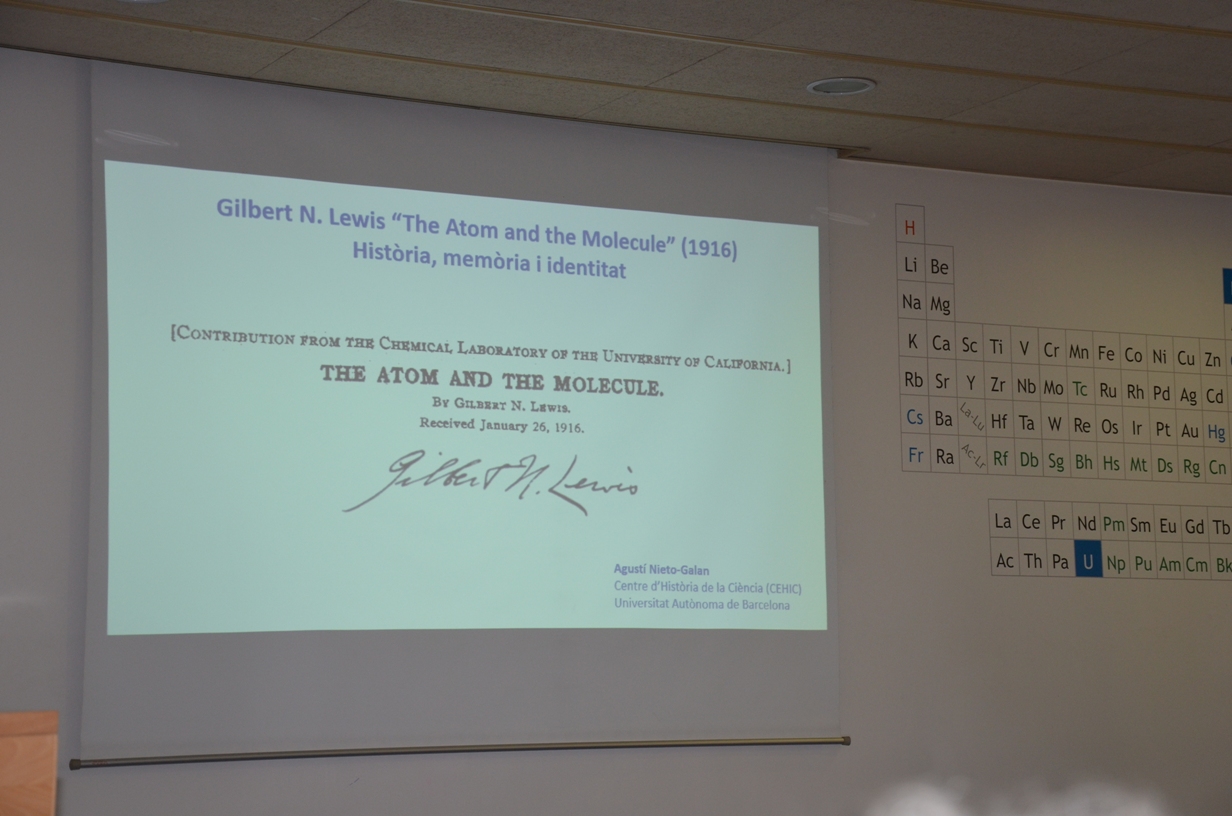 Gilbert N. Lewis “The Atom and the Molecule” (1916)
Història, memòria i identitat
[Contribution from the Chemical Laboratory of the University of California.]
THE ATOM AND THE MOLECULE.
By Gilbert N. Lewis.
Received January 26, 1916.
Gilbert N. Lewis
Agustí Nieto-Galan
Centre d’Història de la Ciència (CEHIC)
Universitat Autònoma de Barcelona
H
Li Be
Na Mg
K Ca Sc Ti V Cr Mn Fe Co Ni Cu Zn
Rb Sr Y Zr Nb Mo Tc Ru Rh Pd Ag Cd
Cs Ba La-Lu Hf Ta W Re Os Ir Pt Au Hg
Fr Ra Ac-Lr Rf Db Sg Bh Hs Mt Ds Rg Cn
La Ce Pr Nd Pm Sm Eu Gd Tb
Ac Th Pa U Np Pu Am Cm Bk